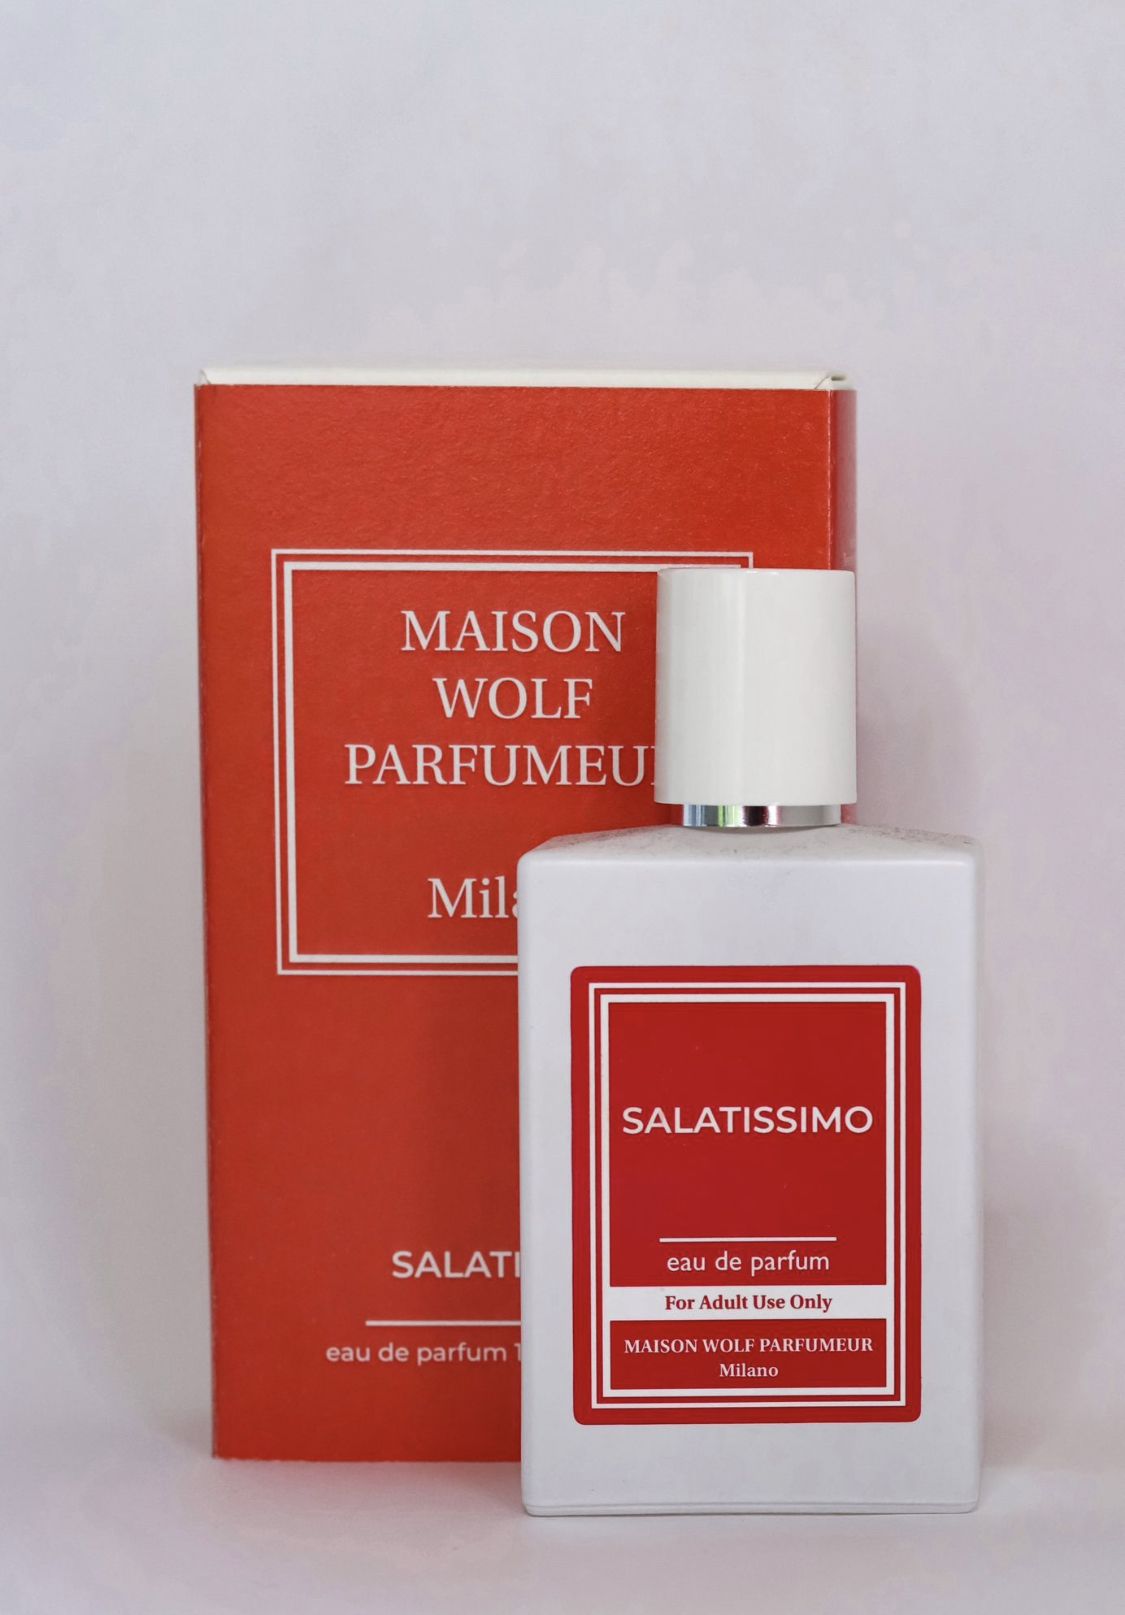 MAISON
WOLF
PARFUMEU
Mila
SALATI
eau de parfum 1
SALATISSIMO
eau de parfum
For Adult Use Only
MAISON WOLF PARFUMEUR
Milano